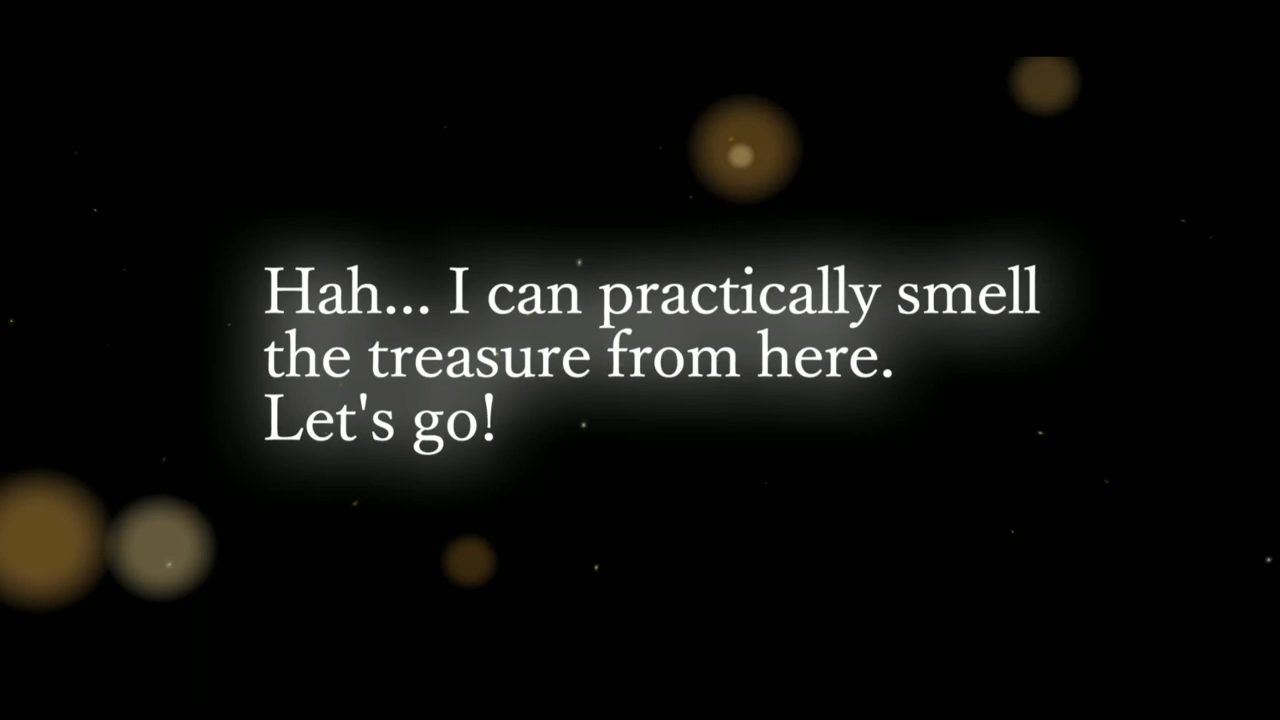 Hah... I can practically smell
the treasure from here.
Let's go!